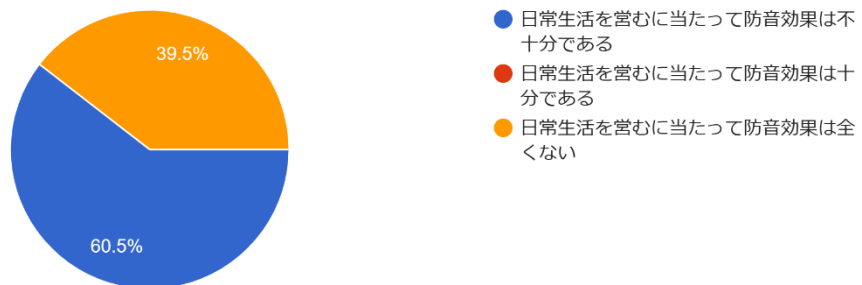 39.5%
60.5%
日常生活を営むに当たって防音効果は不
十分である
日常生活を営むに当たって防音効果は十
分である
日常生活を営むに当たって防音効果は全
くない